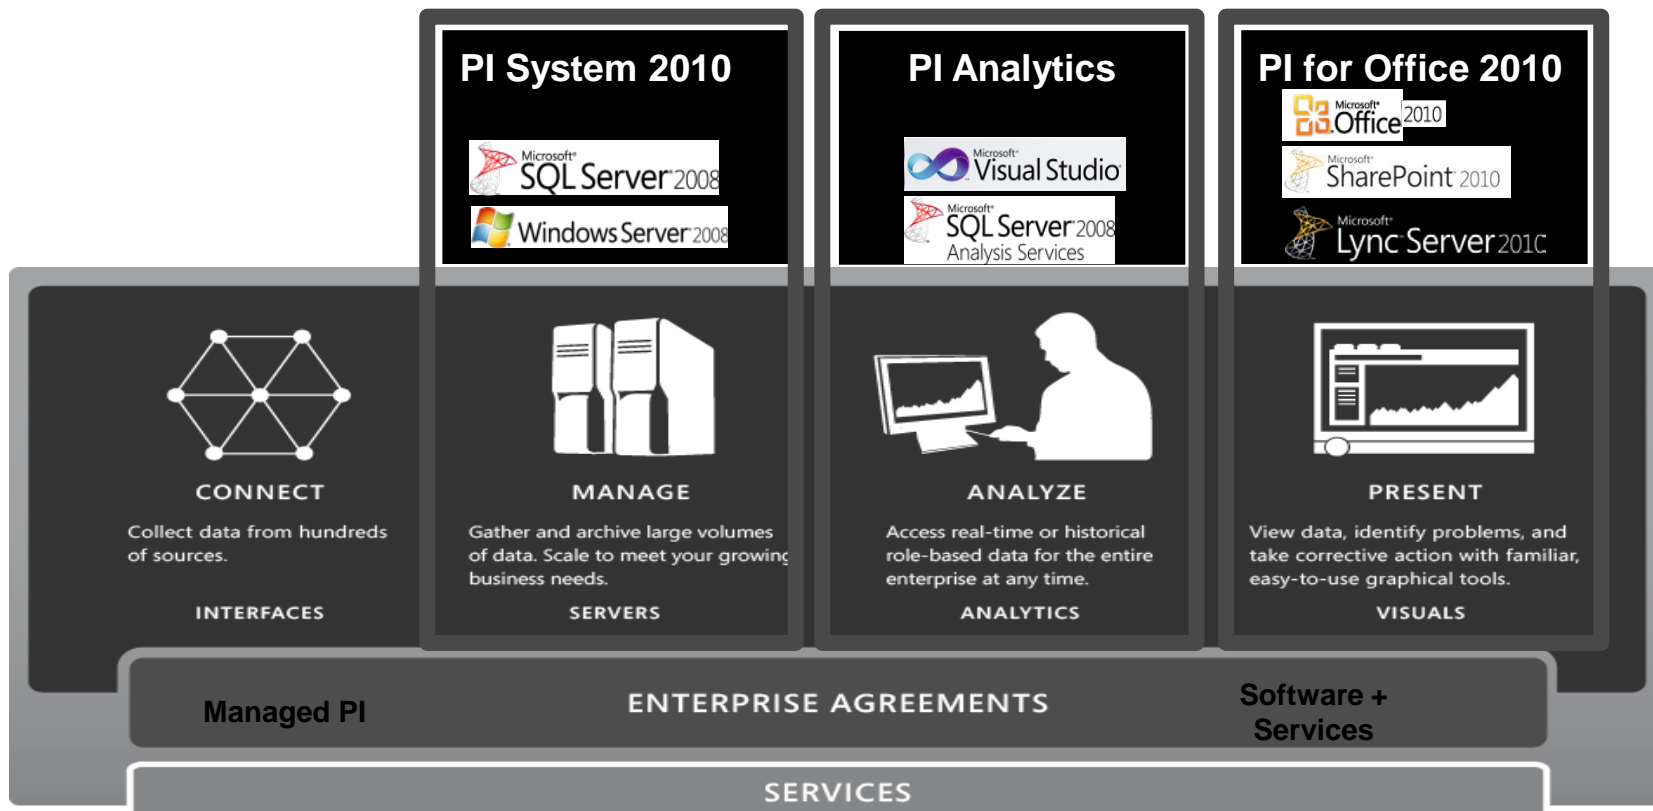 PI System 2010
Microsoft®
SQL Server® 2008
Windows Server® 2008
PI Analytics
Microsoft®
Visual Studio®
Microsoft®
SQL Server® 2008
Analysis Services
PI for Office 2010
Microsoft®
Office 2010
Microsoft®
SharePoint® 2010
Microsoft®
Lync™ Server 2010
CONNECT
Collect data from hundreds
of sources.
INTERFACES
MANAGE
Gather and archive large volumes
of data. Scale to meet your growing
business needs.
SERVERS
ANALYZE
Access real-time or historical
role-based data for the entire
enterprise at any time.
ANALYTICS
PRESENT
View data, identify problems, and
take corrective action with familiar,
easy-to-use graphical tools.
VISUALS
Managed PI
ENTERPRISE AGREEMENTS
Software +
Services
SERVICES